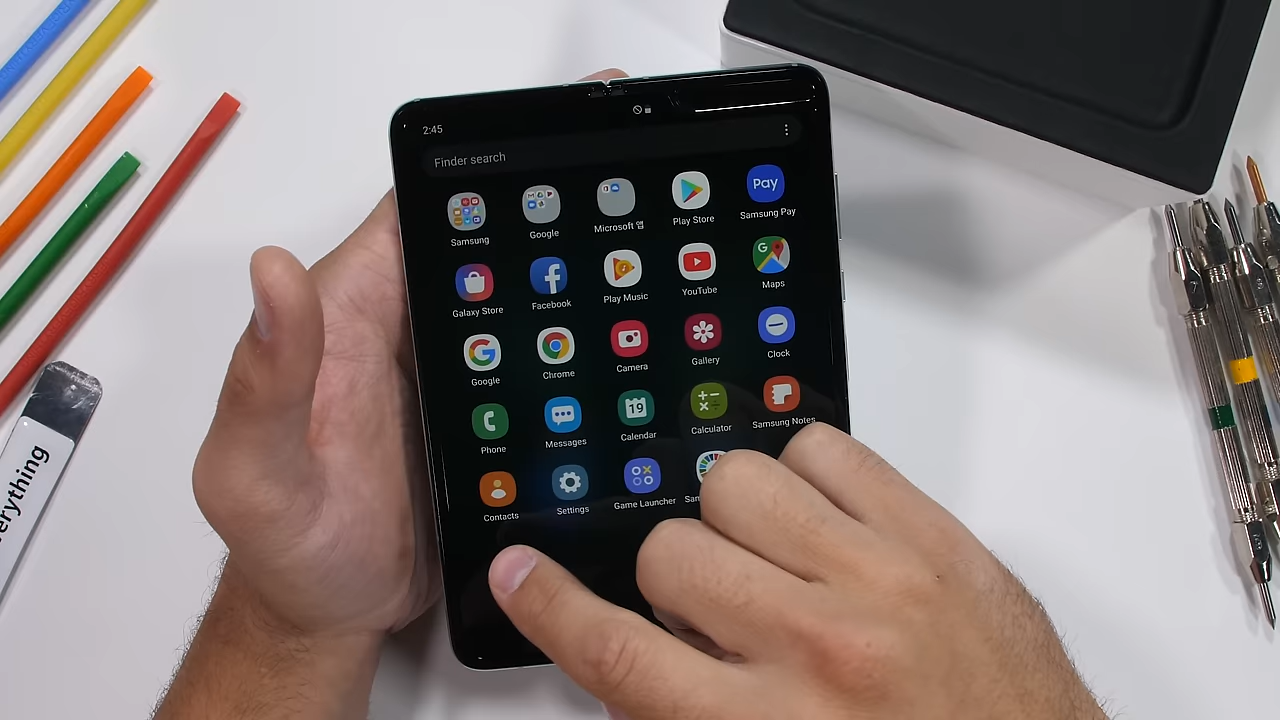 2:45
Finder search
Samsung
Google
Microsoft 앱
Play Store
Pay
Samsung Pay
Galaxy Store
Facebook
Play Music
YouTube
Maps
Google
Chrome
Camera
Gallery
Clock
Phone
Messages
19
Calendar
Calculator
Samsung Notes
Contacts
Settings
Game Launcher
erything